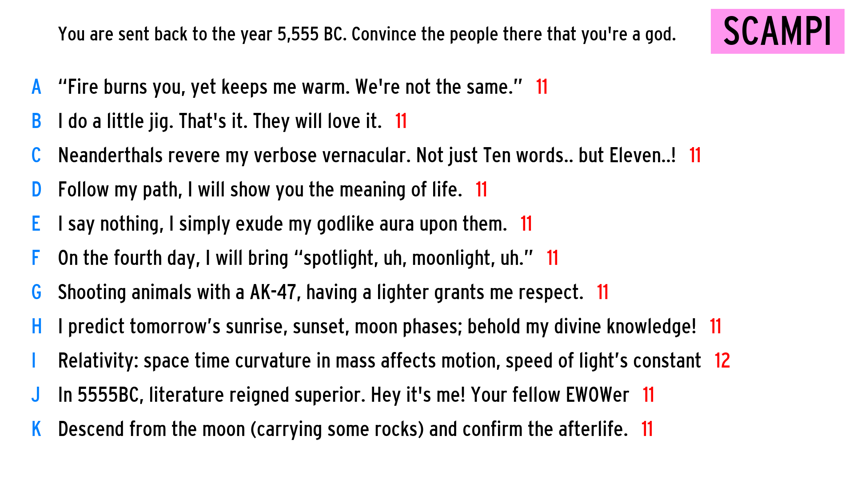 You are sent back to the year 5,555 BC. Convince the people there that you're a god.
SCAMPI
A “Fire burns you, yet keeps me warm. We're not the same.” 11
B I do a little jig. That's it. They will love it. 11
C Neanderthals revere my verbose vernacular. Not just Ten words.. but Eleven..! 11
D Follow my path, I will show you the meaning of life. 11
E I say nothing, I simply exude my godlike aura upon them. 11
F On the fourth day, I will bring “spotlight, uh, moonlight, uh.” 11
G Shooting animals with a AK-47, having a lighter grants me respect. 11
H I predict tomorrow’s sunrise, sunset, moon phases; behold my divine knowledge! 11
I Relativity: space time curvature in mass affects motion, speed of light’s constant 12
J In 5555BC, literature reigned superior. Hey it's me! Your fellow EWOWer 11
K Descend from the moon (carrying some rocks) and confirm the afterlife. 11